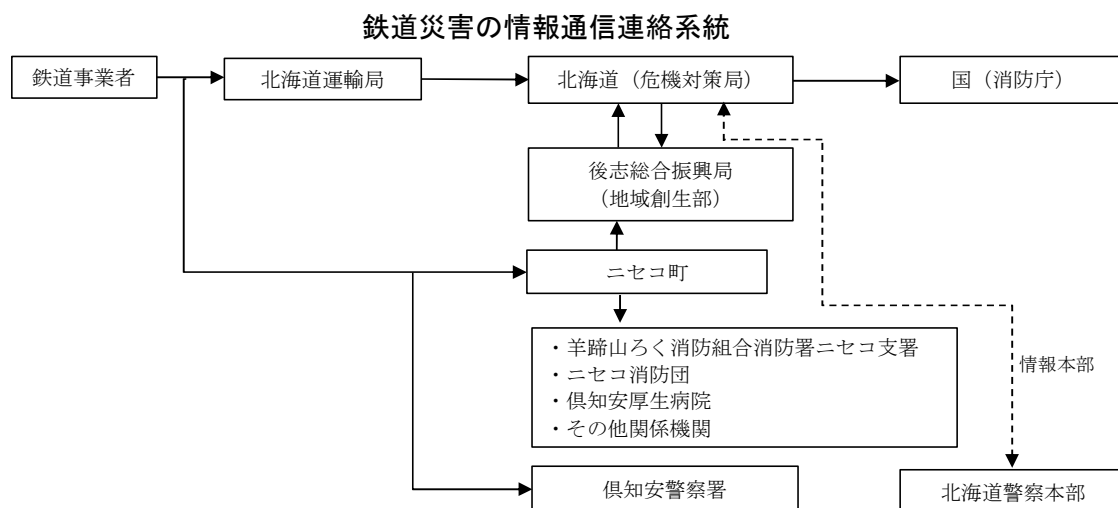 鉄道災害の情報通信連絡系統
鉄道事業者
北海道運輸局
北海道（危機対策局）
国（消防庁）
後志総合振興局
（地域創生部）
ニセコ町
・羊蹄山ろく消防組合消防署ニセコ支署
・ニセコ消防団
・倶知安厚生病院
・その他関係機関
情報本部
倶知安警察署
北海道警察本部